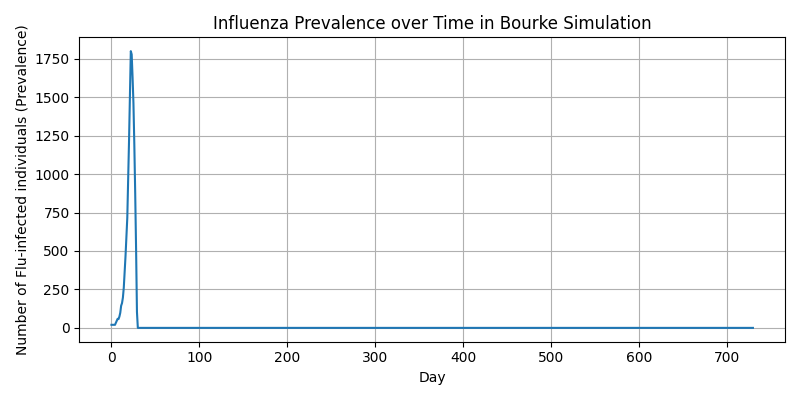 Influenza Prevalence over Time in Bourke Simulation
Number of Flu-infected individuals (Prevalence)
1750
1500
1250
1000
750
500
250
0
0 100 200 300 400 500 600 700
Day